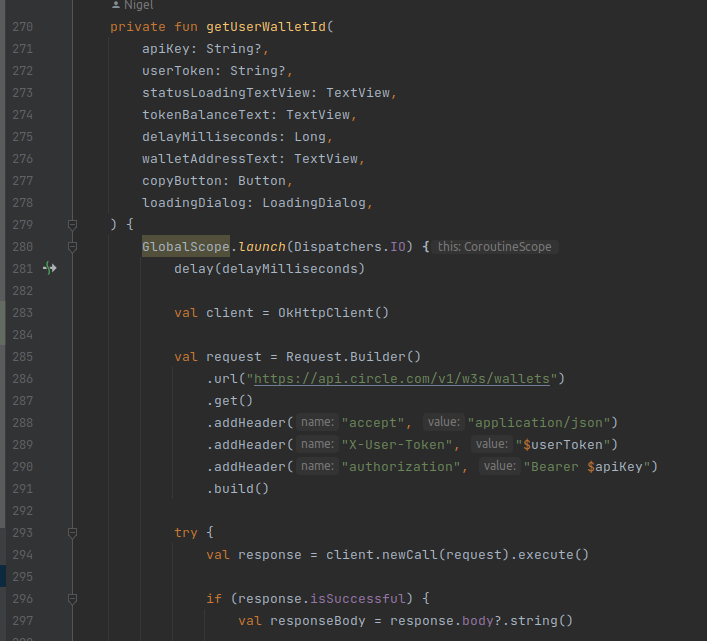 Nigel
270 private fun getUserWalletId(
271 apiKey: String?,
272 userToken: String?,
273 statusLoadingTextView: TextView,
274 tokenBalanceText: TextView,
275 delayMilliseconds: Long,
276 walletAddressText: TextView,
277 copyButton: Button,
278 loadingDialog: LoadingDialog,
279 ) {
280 GlobalScope.launch(Dispatchers.IO) { this: CoroutineScope
281 delay(delayMilliseconds)
282
283 val client = OkHttpClient()
284
285 val request = Request.Builder()
286 .url("https://api.circle.com/v1/w3s/wallets")
287 .get()
288 .addHeader( name: "accept", value: "application/json")
289 .addHeader( name: "X-User-Token", value: "$userToken")
290 .addHeader( name: "authorization", value: "Bearer $apiKey")
291 .build()
292
293 try {
294 val response = client.newCall(request).execute()
295
296 if (response.isSuccessful) {
297 val responseBody = response.body?.string()